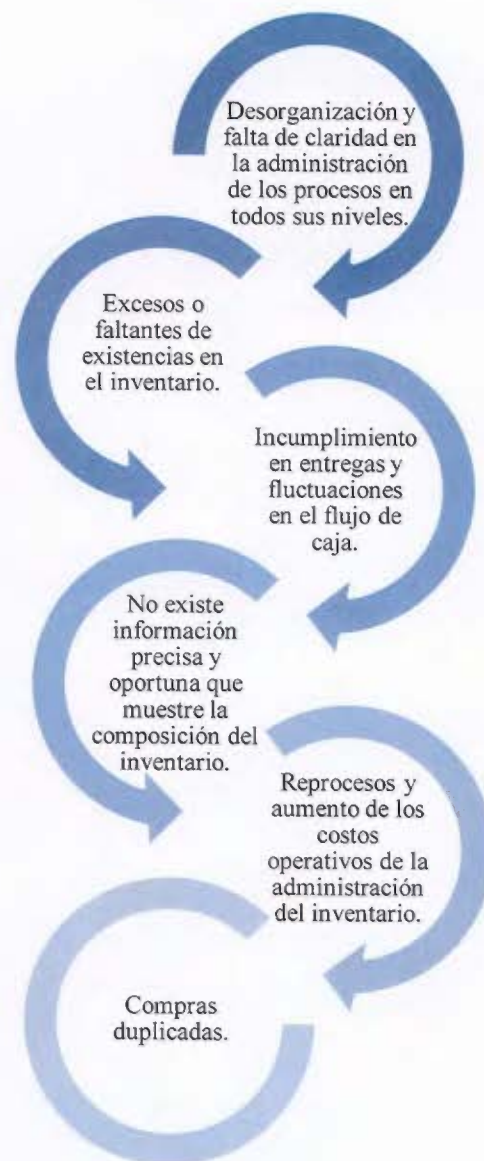 Desorganización y
falta de claridad en
la administración
de los procesos en
todos sus niveles.
Excesos o
faltantes de
existencias en
el inventario.
Incumplimiento
en entregas y
fluctuaciones
en el flujo de
caja.
No existe
información
precisa y
oportuna que
muestre la
composición del
inventario.
Reprocesos y
aumento de los
costos
operativos de la
administración
del inventario.
Compras
duplicadas.